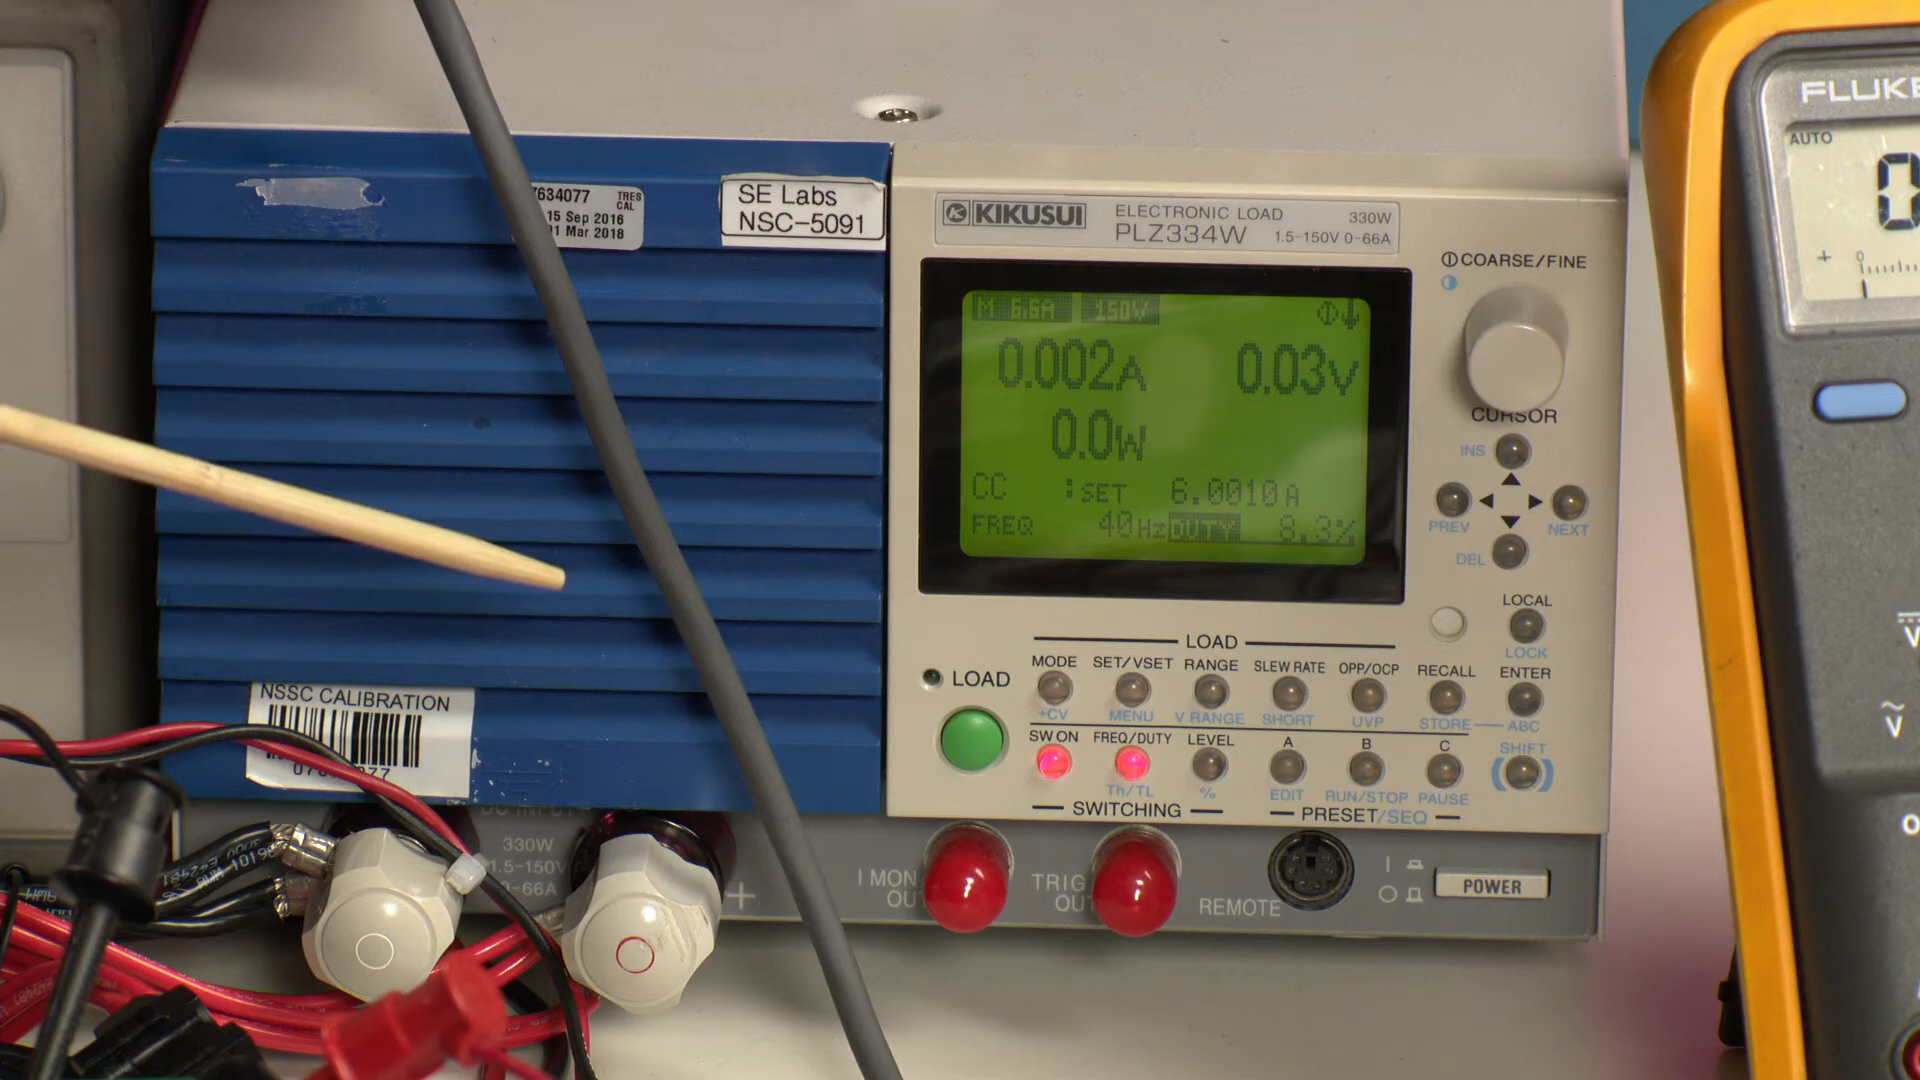 7634077 TRES CAL
15 Sep 2016
01 Mar 2018
SE Labs
NSC-5091
KIKUSUI ELECTRONIC LOAD 330W
PLZ334W 1.5-150V 0-66A
M 6.6A 150V
0.002A 0.03V
0.0W
CC :SET 6.0010A
FREQ 40Hz DUTY 8.3%
COARSE/FINE
CURSOR
INS
PREV NEXT
DEL
LOCAL
LOCK
LOAD
LOAD
MODE SET/VSET RANGE SLEW RATE OPP/OCP RECALL ENTER
+CV MENU V RANGE SHORT UVP STORE ABC
SW ON FREQ/DUTY LEVEL A B C SHIFT
Th/TL % EDIT RUN/STOP PAUSE
SWITCHING PRESET/SEQ
NSSC CALIBRATION
DC INPUT
330W
1.5-150V
0-66A
+
I MON OUT
TRIG OUT
REMOTE
POWER
FLUKE
AUTO
0
+ 0
V
V